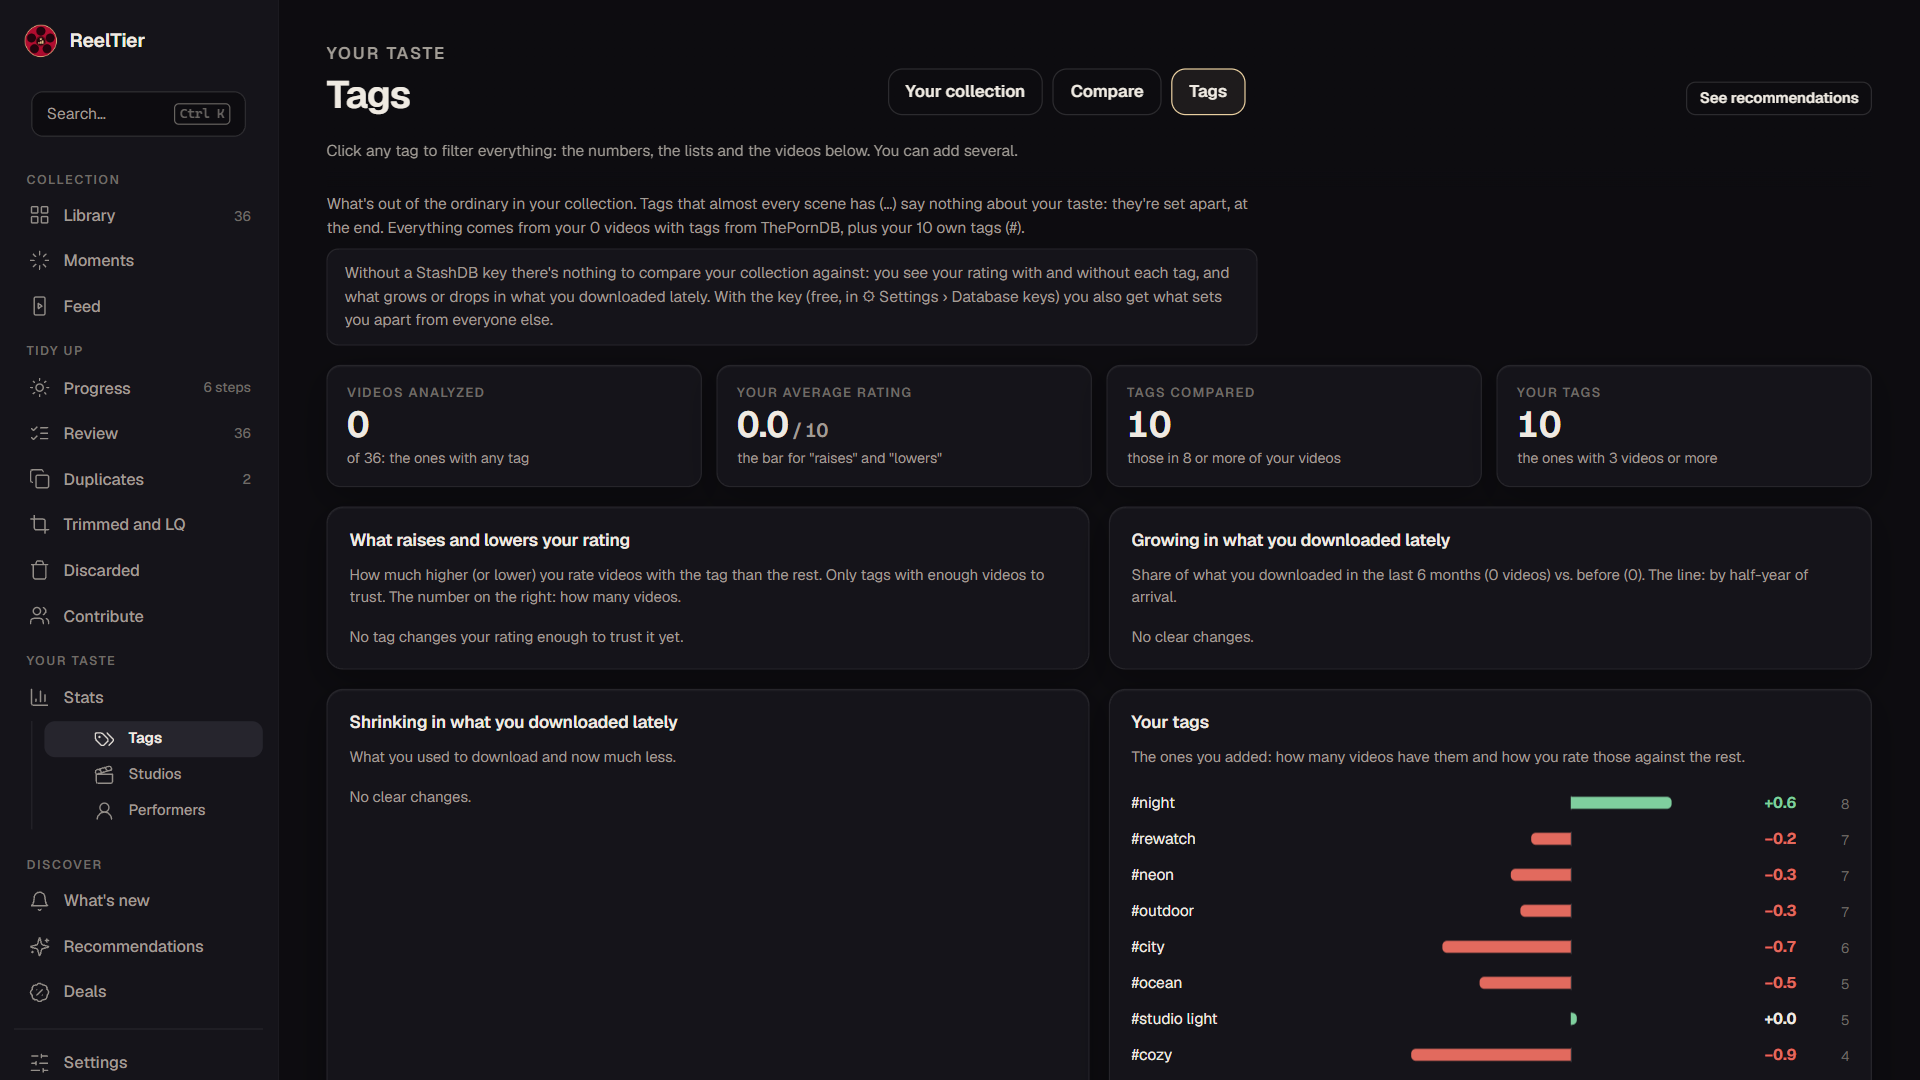 ReelTier
Search...
Ctrl K
COLLECTION
Library 36
Moments
Feed
TIDY UP
Progress 6 steps
Review 36
Duplicates 2
Trimmed and LQ
Discarded
Contribute
YOUR TASTE
Stats
Tags
Studios
Performers
DISCOVER
What's new
Recommendations
Deals
Settings
YOUR TASTE
Tags
Your collection
Compare
Tags
See recommendations
Click any tag to filter everything: the numbers, the lists and the videos below. You can add several.
What's out of the ordinary in your collection. Tags that almost every scene has (…) say nothing about your taste: they're set apart, at
the end. Everything comes from your 0 videos with tags from ThePornDB, plus your 10 own tags (#).
Without a StashDB key there's nothing to compare your collection against: you see your rating with and without each tag, and
what grows or drops in what you downloaded lately. With the key (free, in ⚙ Settings › Database keys) you also get what sets
you apart from everyone else.
VIDEOS ANALYZED
0
of 36: the ones with any tag
YOUR AVERAGE RATING
0.0 / 10
the bar for "raises" and "lowers"
TAGS COMPARED
10
those in 8 or more of your videos
YOUR TAGS
10
the ones with 3 videos or more
What raises and lowers your rating
How much higher (or lower) you rate videos with the tag than the rest. Only tags with enough videos to
trust. The number on the right: how many videos.
No tag changes your rating enough to trust it yet.
Growing in what you downloaded lately
Share of what you downloaded in the last 6 months (0 videos) vs. before (0). The line: by half-year of
arrival.
No clear changes.
Shrinking in what you downloaded lately
What you used to download and now much less.
No clear changes.
Your tags
The ones you added: how many videos have them and how you rate those against the rest.
#night +0.6 8
#rewatch −0.2 7
#neon −0.3 7
#outdoor −0.3 7
#city −0.7 6
#ocean −0.5 5
#studio light +0.0 5
#cozy −0.9 4